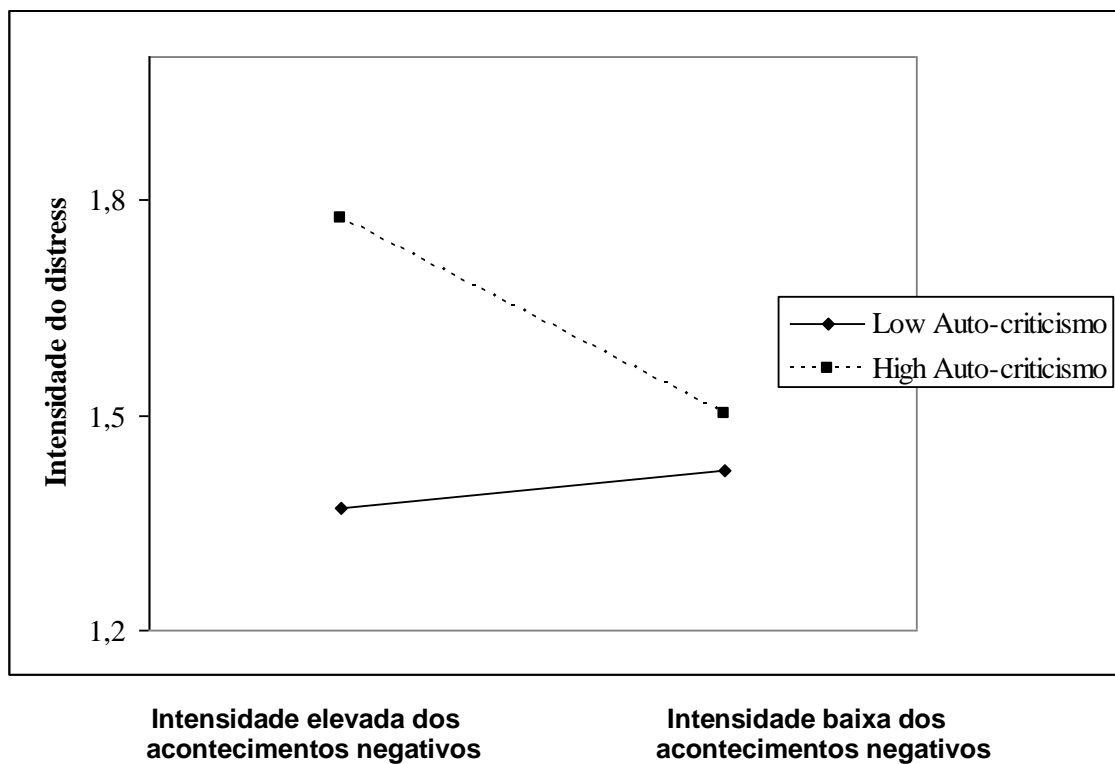 Intensidade do distress
1,8
1,5
1,2
Low Auto-criticismo
High Auto-criticismo
Intensidade elevada dos
acontecimentos negativos
Intensidade baixa dos
acontecimentos negativos